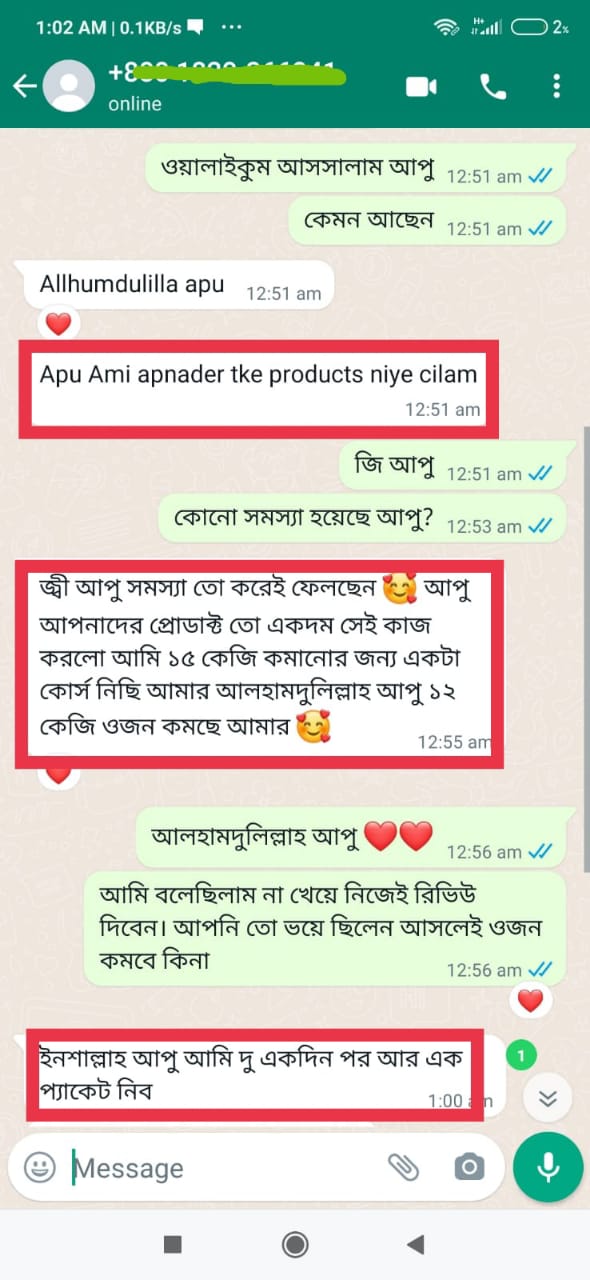 1:02 AM | 0.1KB/s
H+
2%
online
ওয়ালাইকুম আসসালাম আপু 12:51 am
কেমন আছেন 12:51 am
Allhumdulilla apu 12:51 am
Apu Ami apnader tke products niye cilam
12:51 am
জি আপু 12:51 am
কোনো সমস্যা হয়েছে আপু? 12:53 am
জ্বী আপু সমস্যা তো করেই ফেলছেন 🥰 আপু
আপনাদের প্রোডাক্ট তো একদম সেই কাজ
করলো আমি ১৫ কেজি কমানোর জন্য একটা
কোর্স নিছি আমার আলহামদুলিল্লাহ আপু ১২
কেজি ওজন কমছে আমার 🥰
12:55 am
আলহামদুলিল্লাহ আপু ❤️❤️ 12:56 am
আমি বলেছিলাম না খেয়ে নিজেই রিভিউ
দিবেন। আপনি তো ভয়ে ছিলেন আসলেই ওজন
কমবে কিনা
12:56 am
ইনশাল্লাহ আপু আমি দু একদিন পর আর এক
প্যাকেট নিব
1:00 am
1
Message